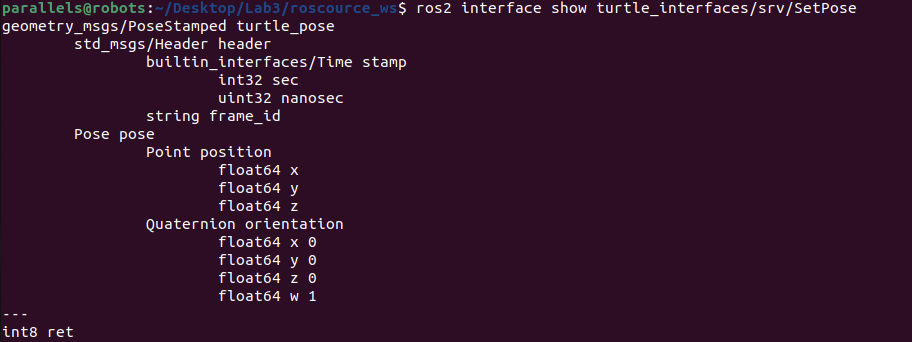 parallels@robots:~/Desktop/Lab3/roscource_ws$ ros2 interface show turtle_interfaces/srv/SetPose
geometry_msgs/PoseStamped turtle_pose
std_msgs/Header header
builtin_interfaces/Time stamp
int32 sec
uint32 nanosec
string frame_id
Pose pose
Point position
float64 x
float64 y
float64 z
Quaternion orientation
float64 x 0
float64 y 0
float64 z 0
float64 w 1
---
int8 ret